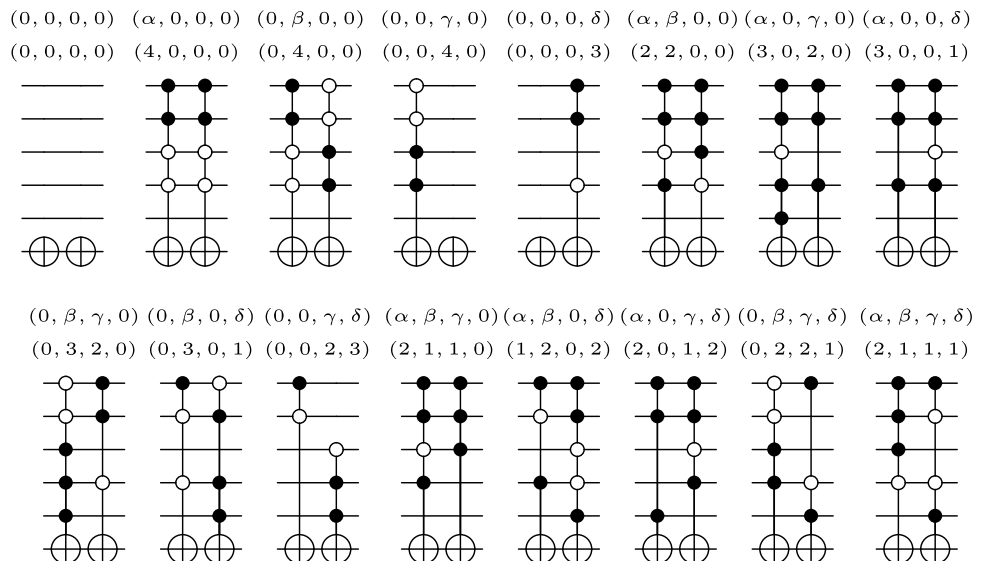 (0, 0, 0, 0) (α, 0, 0, 0) (0, β, 0, 0) (0, 0, γ, 0) (0, 0, 0, δ) (α, β, 0, 0) (α, 0, γ, 0) (α, 0, 0, δ)
(0, 0, 0, 0) (4, 0, 0, 0) (0, 4, 0, 0) (0, 0, 4, 0) (0, 0, 0, 3) (2, 2, 0, 0) (3, 0, 2, 0) (3, 0, 0, 1)
(0, β, γ, 0) (0, β, 0, δ) (0, 0, γ, δ) (α, β, γ, 0) (α, β, 0, δ) (α, 0, γ, δ) (0, β, γ, δ) (α, β, γ, δ)
(0, 3, 2, 0) (0, 3, 0, 1) (0, 0, 2, 3) (2, 1, 1, 0) (1, 2, 0, 2) (2, 0, 1, 2) (0, 2, 2, 1) (2, 1, 1, 1)